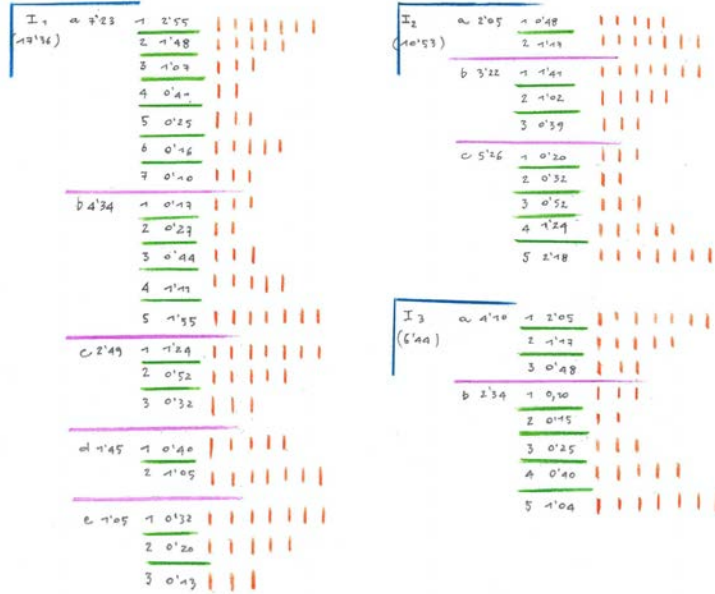 I1 a 7'23 1 2'55
(17'36) 2 1'48
3 1'07
4 0'41
5 0'25
6 0'16
7 0'10
b 4'34 1 0'17
2 0'27
3 0'44
4 1'11
5 1'55
c 2'49 1 1'24
2 0'52
3 0'32
d 1'45 1 0'40
2 1'05
e 1'05 1 0'32
2 0'20
3 0'13
I2 a 2'05 1 0'48
(10'53) 2 1'17
b 3'22 1 1'41
2 1'02
3 0'39
c 5'26 1 0'20
2 0'32
3 0'52
4 1'24
5 2'18
I3 a 4'10 1 2'05
(6'44) 2 1'17
3 0'48
b 2'34 1 0,10
2 0'15
3 0'25
4 0'40
5 1'04